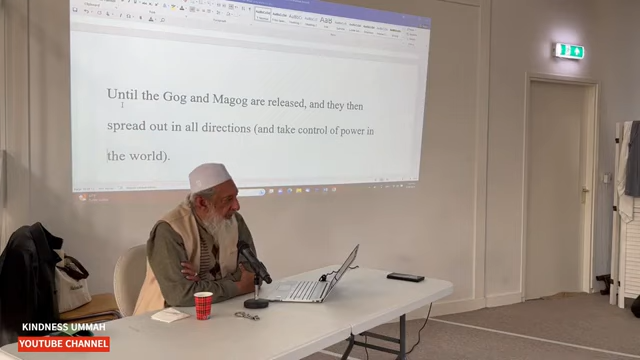 Until the Gog and Magog are released, and they then
spread out in all directions (and take control of power in
the world).
KINDNESS UMMAH
YOUTUBE CHANNEL